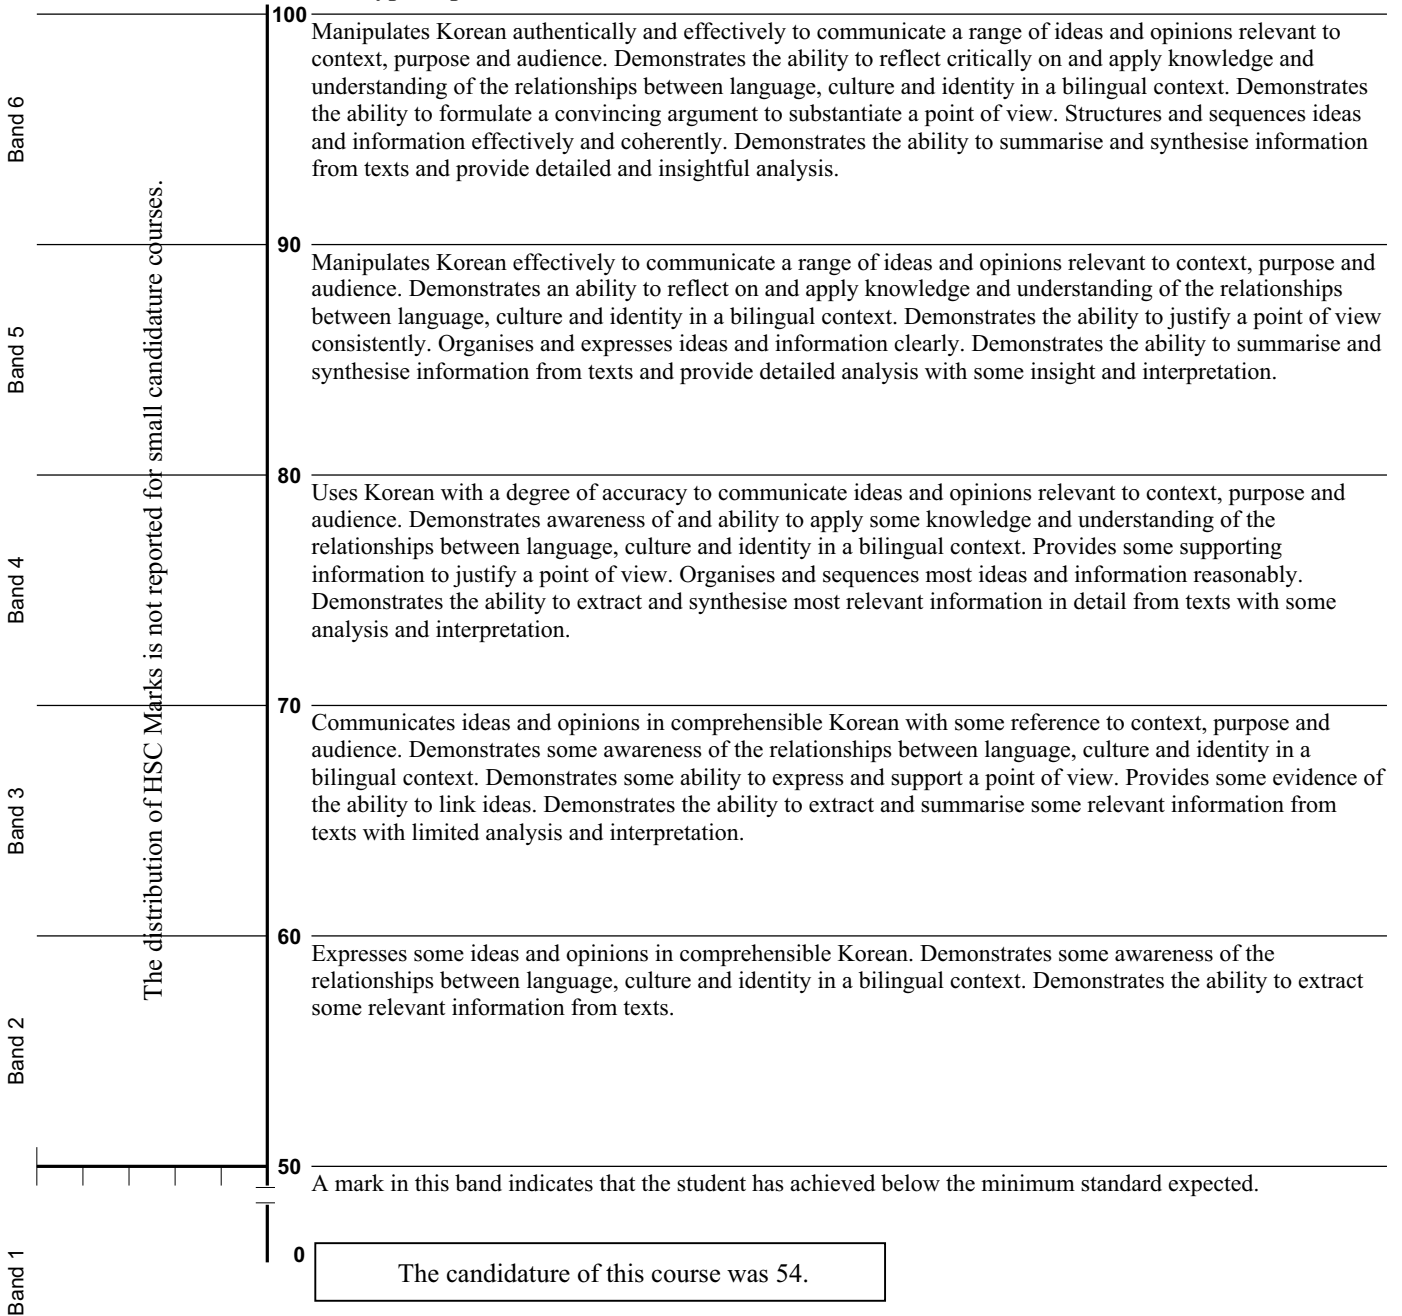 100
Manipulates Korean authentically and effectively to communicate a range of ideas and opinions relevant to
context, purpose and audience. Demonstrates the ability to reflect critically on and apply knowledge and
understanding of the relationships between language, culture and identity in a bilingual context. Demonstrates
the ability to formulate a convincing argument to substantiate a point of view. Structures and sequences ideas
and information effectively and coherently. Demonstrates the ability to summarise and synthesise information
from texts and provide detailed and insightful analysis.
Band 6
90
Manipulates Korean effectively to communicate a range of ideas and opinions relevant to context, purpose and
audience. Demonstrates an ability to reflect on and apply knowledge and understanding of the relationships
between language, culture and identity in a bilingual context. Demonstrates the ability to justify a point of view
consistently. Organises and expresses ideas and information clearly. Demonstrates the ability to summarise and
synthesise information from texts and provide detailed analysis with some insight and interpretation.
Band 5
The distribution of HSC Marks is not reported for small candidature courses.
80
Uses Korean with a degree of accuracy to communicate ideas and opinions relevant to context, purpose and
audience. Demonstrates awareness of and ability to apply some knowledge and understanding of the
relationships between language, culture and identity in a bilingual context. Provides some supporting
information to justify a point of view. Organises and sequences most ideas and information reasonably.
Demonstrates the ability to extract and synthesise most relevant information in detail from texts with some
analysis and interpretation.
Band 4
70
Communicates ideas and opinions in comprehensible Korean with some reference to context, purpose and
audience. Demonstrates some awareness of the relationships between language, culture and identity in a
bilingual context. Demonstrates some ability to express and support a point of view. Provides some evidence of
the ability to link ideas. Demonstrates the ability to extract and summarise some relevant information from
texts with limited analysis and interpretation.
Band 3
60
Expresses some ideas and opinions in comprehensible Korean. Demonstrates some awareness of the
relationships between language, culture and identity in a bilingual context. Demonstrates the ability to extract
some relevant information from texts.
Band 2
50
A mark in this band indicates that the student has achieved below the minimum standard expected.
0
Band 1
The candidature of this course was 54.